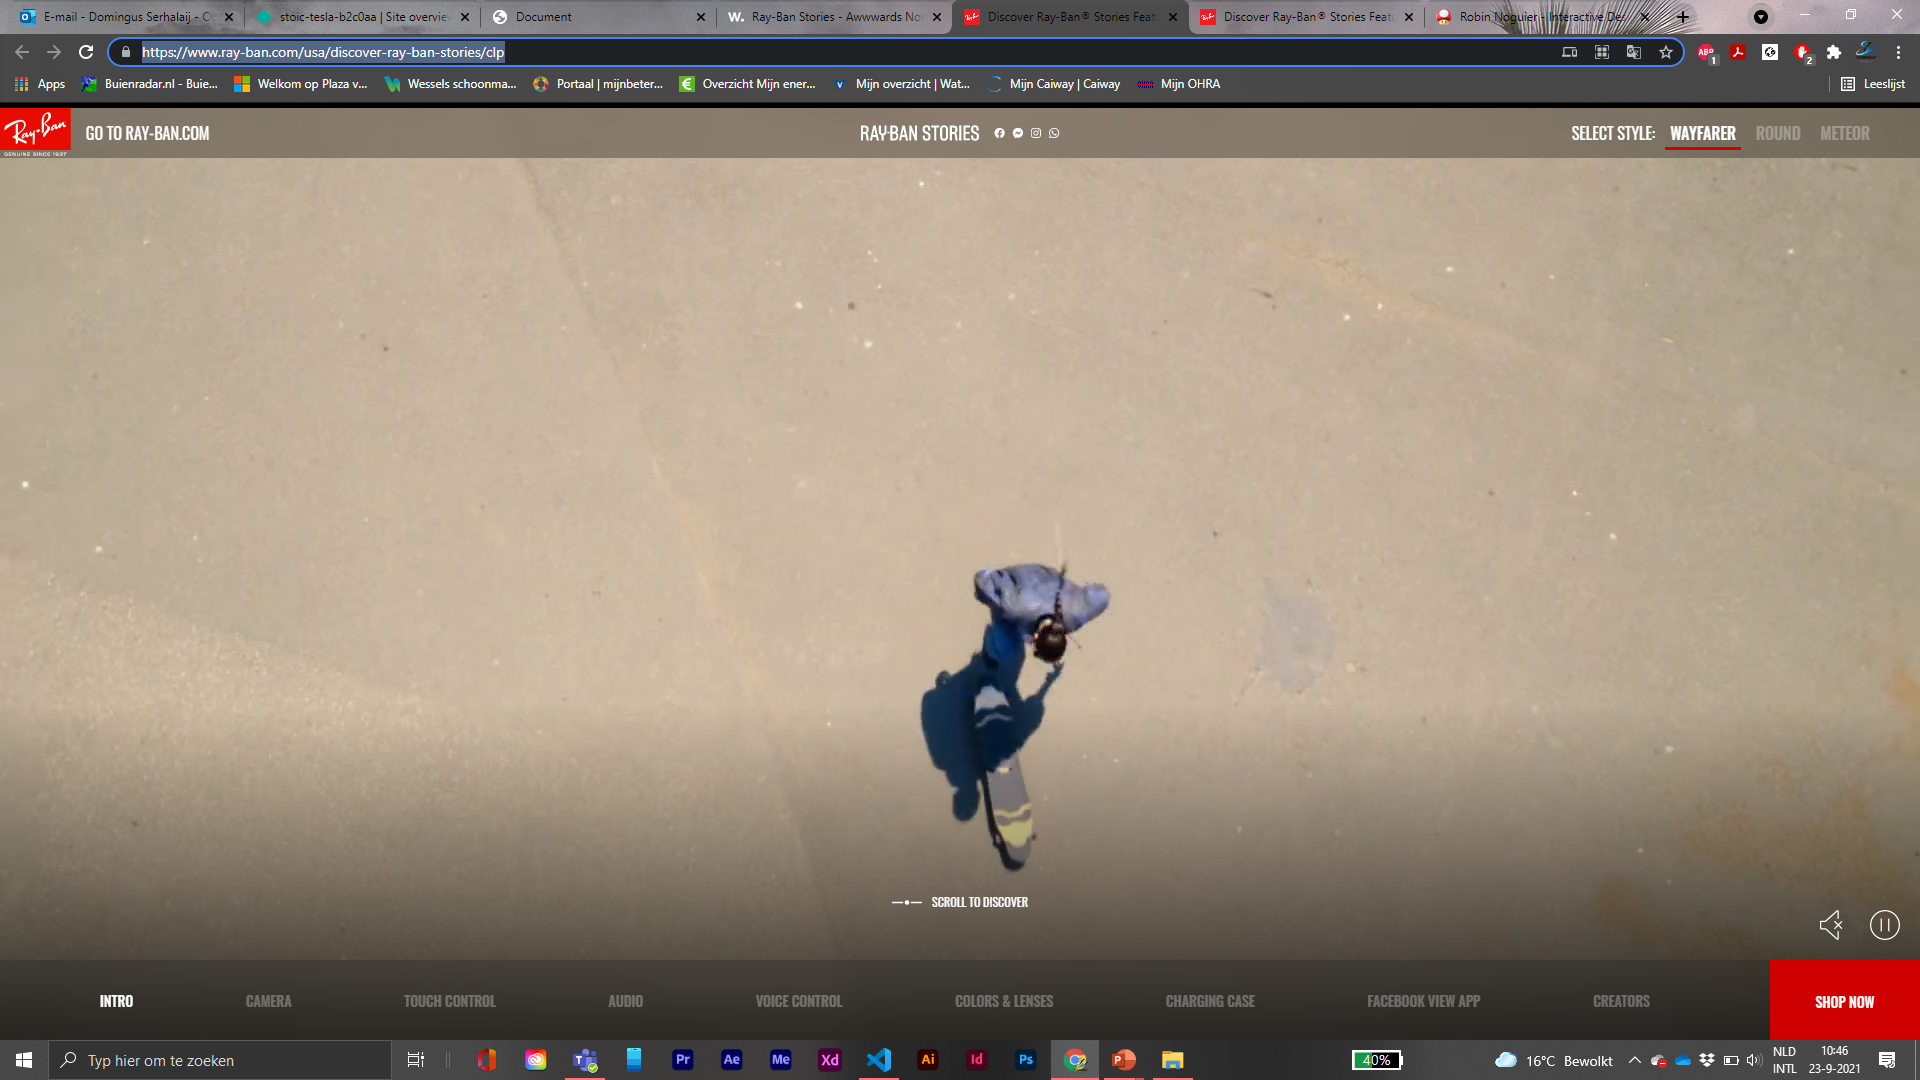 E-mail - Domingus Serhalaij - O
stoic-tesla-b2c0aa | Site overvie
Document
W. Ray-Ban Stories - Awwwards No
Discover Ray-Ban® Stories Featu
Discover Ray-Ban® Stories Featu
Robin Noguier - Interactive Des
https://www.ray-ban.com/usa/discover-ray-ban-stories/clp
ABP 1
2
Apps
Buienradar.nl - Buie...
Welkom op Plaza v...
Wessels schoonma...
Portaal | mijnbeter...
Overzicht Mijn ener...
Mijn overzicht | Wat...
Mijn Caiway | Caiway
Mijn OHRA
Leeslijst
Ray-Ban
GENUINE SINCE 1937
GO TO RAY-BAN.COM
RAY-BAN STORIES
SELECT STYLE: WAYFARER ROUND METEOR
SCROLL TO DISCOVER
INTRO CAMERA TOUCH CONTROL AUDIO VOICE CONTROL COLORS & LENSES CHARGING CASE FACEBOOK VIEW APP CREATORS SHOP NOW
Typ hier om te zoeken
Pr Ae Me Xd Ai Id Ps
40%
16°C Bewolkt
NLD
INTL
10:46
23-9-2021